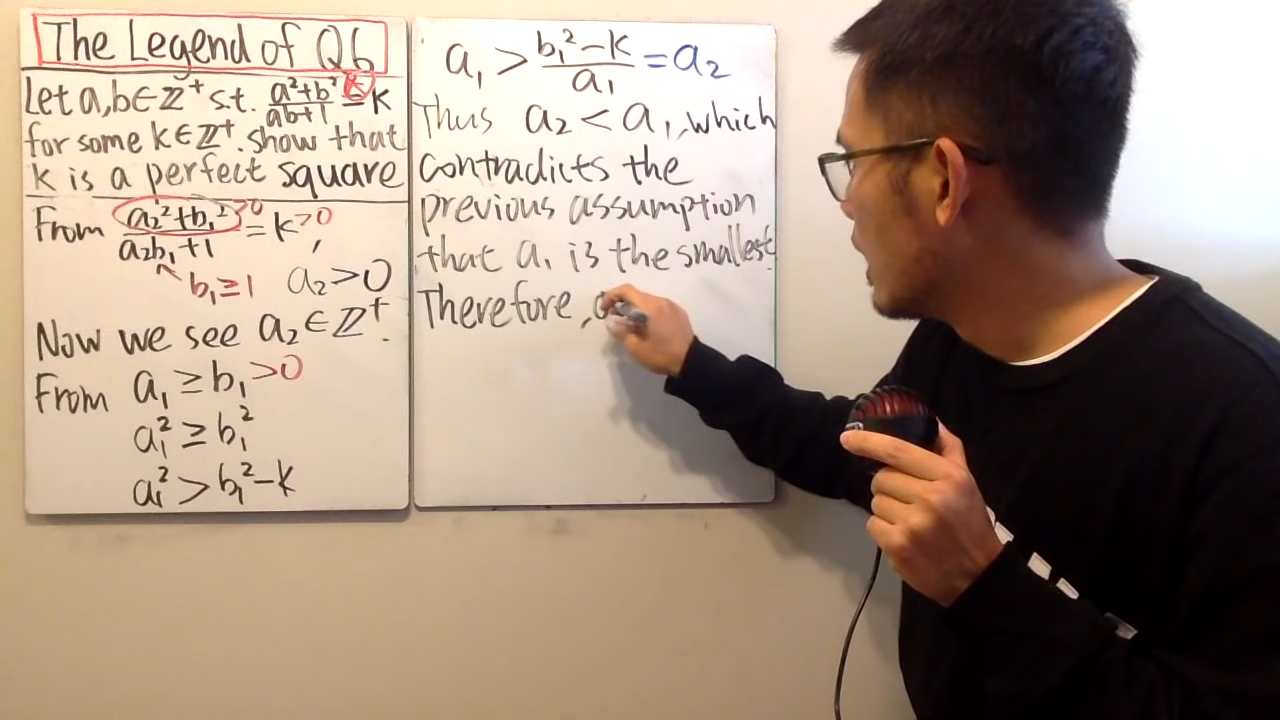 The Legend of Q6
Let a, b ∈ ℤ⁺ s.t. (a²+b²)/(ab+1) = k
for some k ∈ ℤ⁺. show that
k is a perfect square
From (a₂²+b₁²)/(a₂b₁+1) = k, >0 >0
b₁ ≥ 1 a₂ > 0
Now we see a₂ ∈ ℤ⁺.
From a₁ ≥ b₁ >0
a₁² ≥ b₁²
a₁² > b₁² − k
a₁ > (b₁² − k)/a₁ = a₂
Thus a₂ < a₁, which
contradicts the
previous assumption
that a₁ is the smallest.
Therefore,